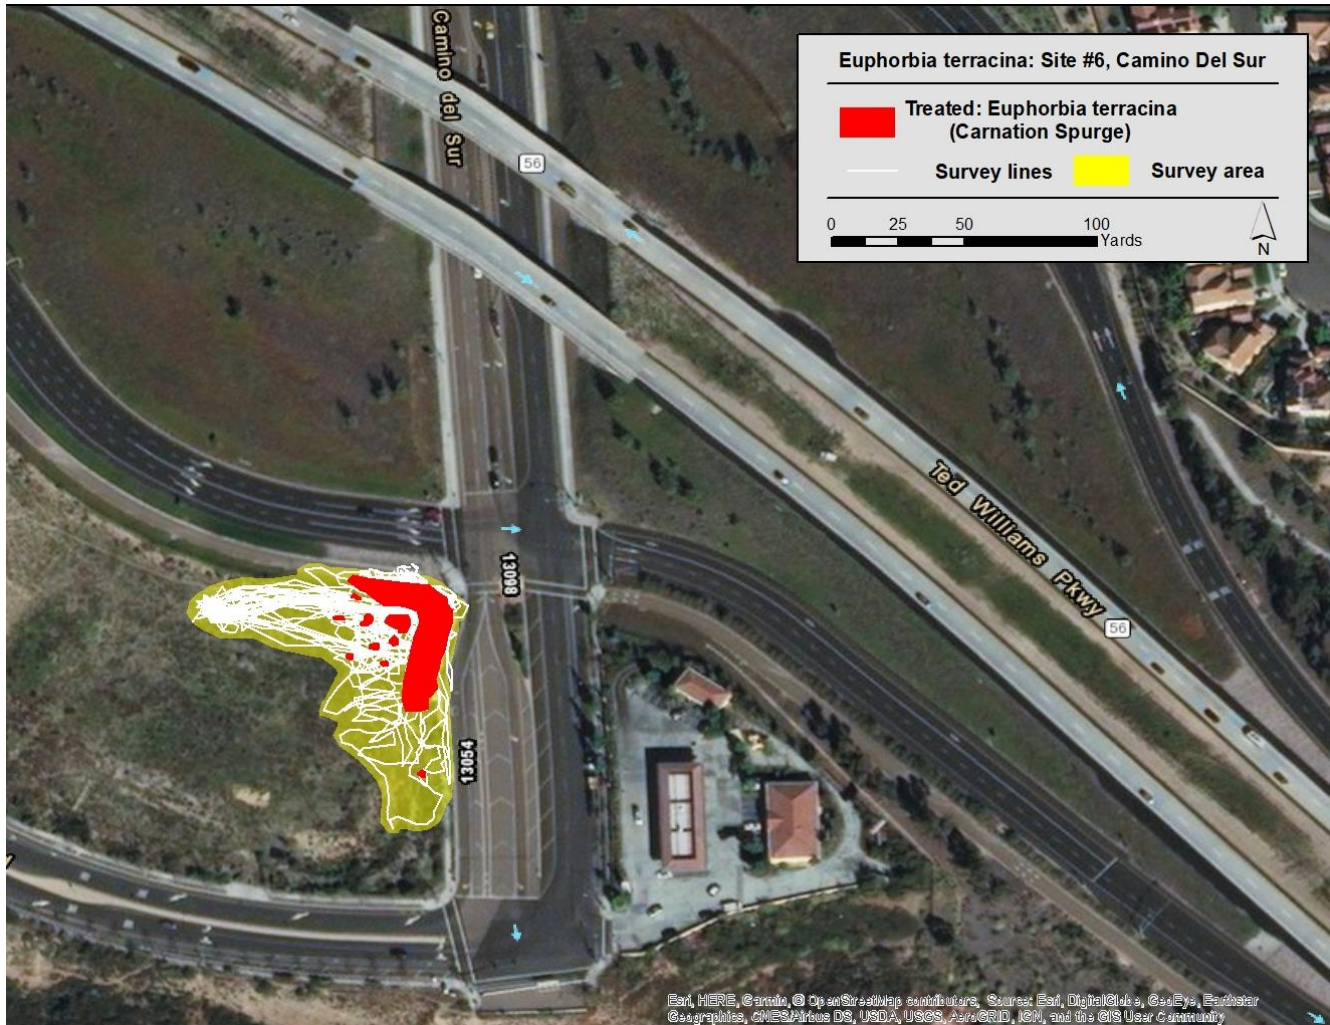 Camino del Sur
Euphorbia terracina: Site #6, Camino Del Sur
Treated: Euphorbia terracina
(Carnation Spurge)
Survey lines Survey area
0 25 50 100
Yards
N
56
Ted Williams Pkwy
56
13098
13054
Esri, HERE, Garmin, © OpenStreetMap contributors, Source: Esri, DigitalGlobe, GeoEye, Earthstar
Geographics, CNES/Airbus DS, USDA, USGS, AeroGRID, IGN, and the GIS User Community